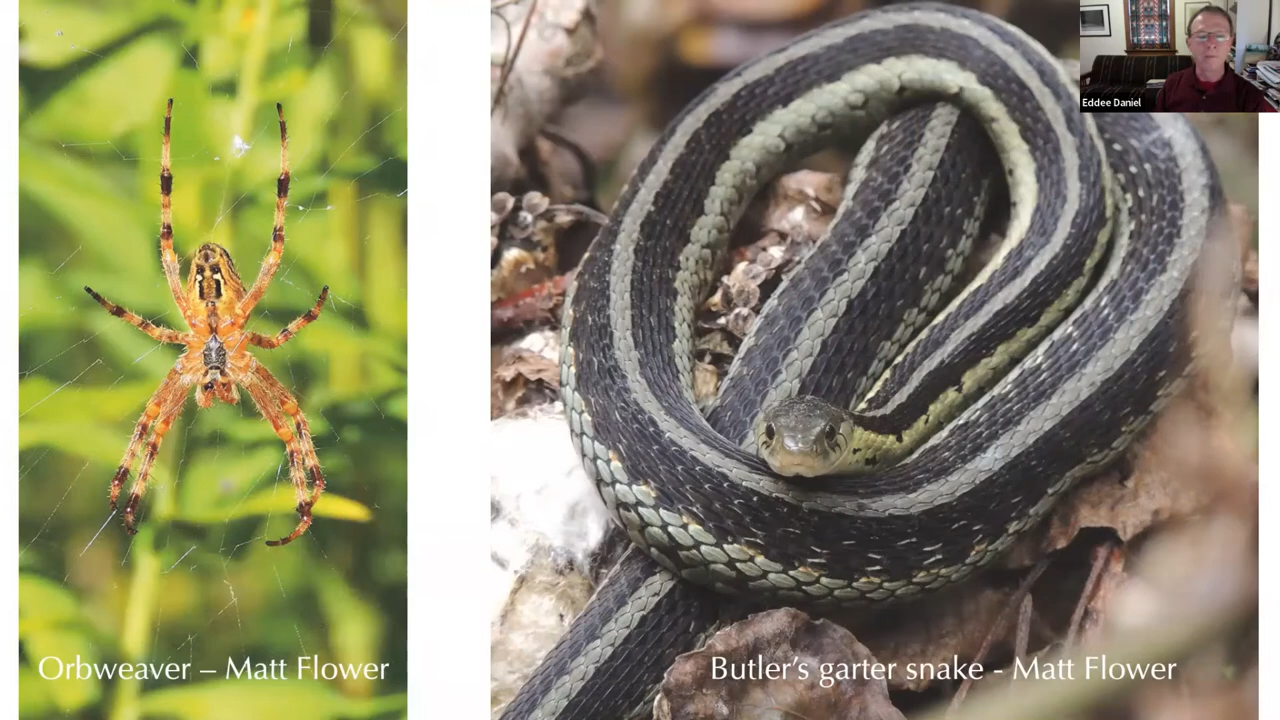 Eddee Daniel
Orbweaver – Matt Flower
Butler's garter snake - Matt Flower